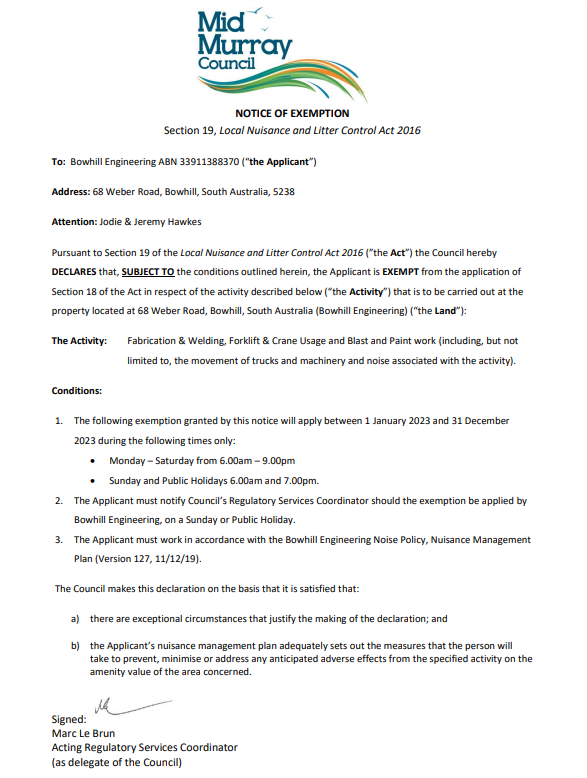 Mid
Murray
Council
NOTICE OF EXEMPTION
Section 19, Local Nuisance and Litter Control Act 2016
To: Bowhill Engineering ABN 33911388370 (“the Applicant”)
Address: 68 Weber Road, Bowhill, South Australia, 5238
Attention: Jodie & Jeremy Hawkes
Pursuant to Section 19 of the Local Nuisance and Litter Control Act 2016 (“the Act”) the Council hereby
DECLARES that, SUBJECT TO the conditions outlined herein, the Applicant is EXEMPT from the application of
Section 18 of the Act in respect of the activity described below (“the Activity”) that is to be carried out at the
property located at 68 Weber Road, Bowhill, South Australia (Bowhill Engineering) (“the Land”):
The Activity: Fabrication & Welding, Forklift & Crane Usage and Blast and Paint work (including, but not
limited to, the movement of trucks and machinery and noise associated with the activity).
Conditions:
1. The following exemption granted by this notice will apply between 1 January 2023 and 31 December
2023 during the following times only:
• Monday – Saturday from 6.00am – 9.00pm
• Sunday and Public Holidays 6.00am and 7.00pm.
2. The Applicant must notify Council’s Regulatory Services Coordinator should the exemption be applied by
Bowhill Engineering, on a Sunday or Public Holiday.
3. The Applicant must work in accordance with the Bowhill Engineering Noise Policy, Nuisance Management
Plan (Version 127, 11/12/19).
The Council makes this declaration on the basis that it is satisfied that:
a) there are exceptional circumstances that justify the making of the declaration; and
b) the Applicant’s nuisance management plan adequately sets out the measures that the person will
take to prevent, minimise or address any anticipated adverse effects from the specified activity on the
amenity value of the area concerned.
Signed:
Marc Le Brun
Acting Regulatory Services Coordinator
(as delegate of the Council)